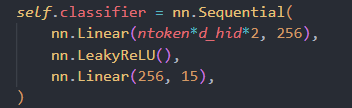 self.classifier = nn.Sequential(
    nn.Linear(ntoken*d_hid*2, 256),
    nn.LeakyReLU(),
    nn.Linear(256, 15),
)